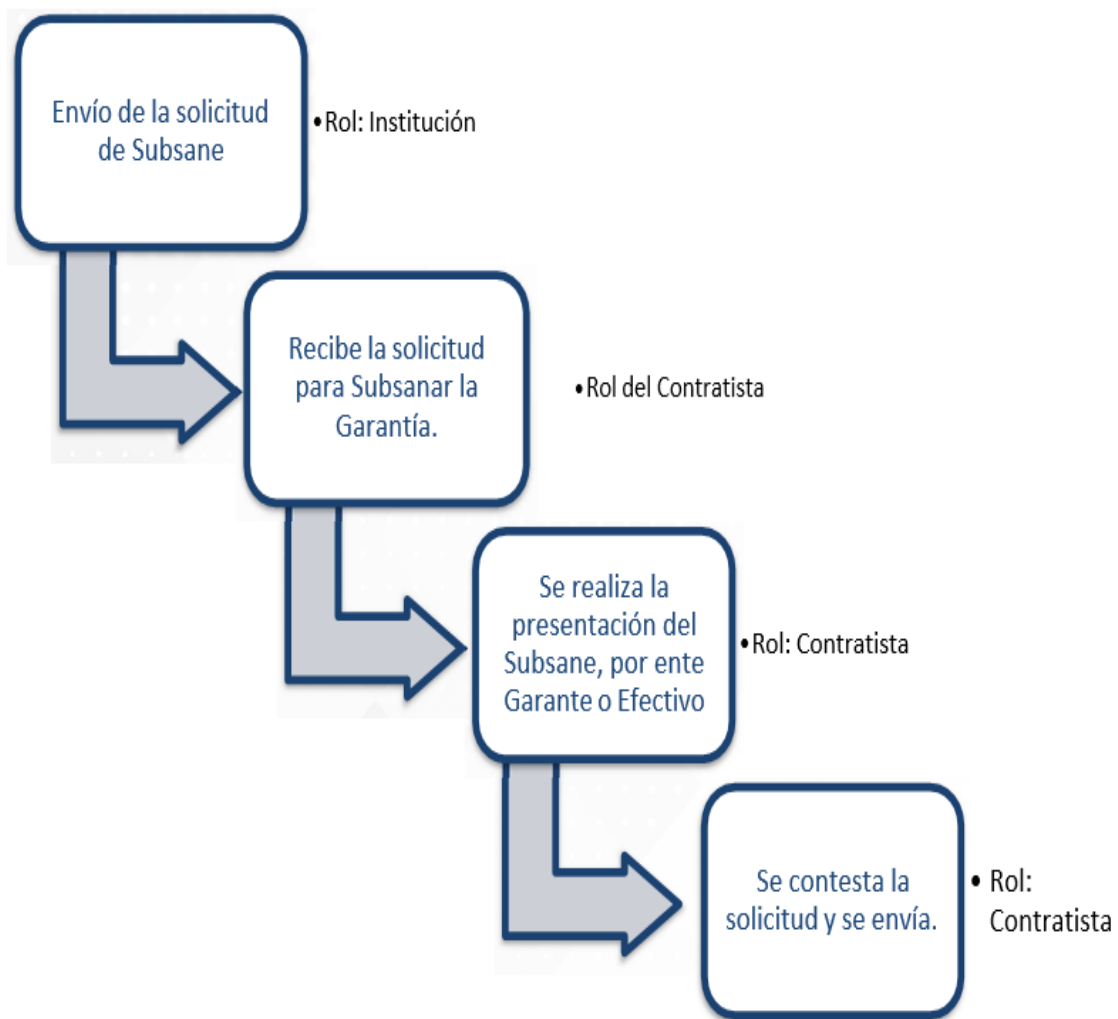 Envío de la solicitud
de Subsane
•Rol: Institución
Recibe la solicitud
para Subsanar la
Garantía.
•Rol del Contratista
Se realiza la
presentación del
Subsane, por ente
Garante o Efectivo
•Rol: Contratista
Se contesta la
solicitud y se envía.
• Rol:
Contratista